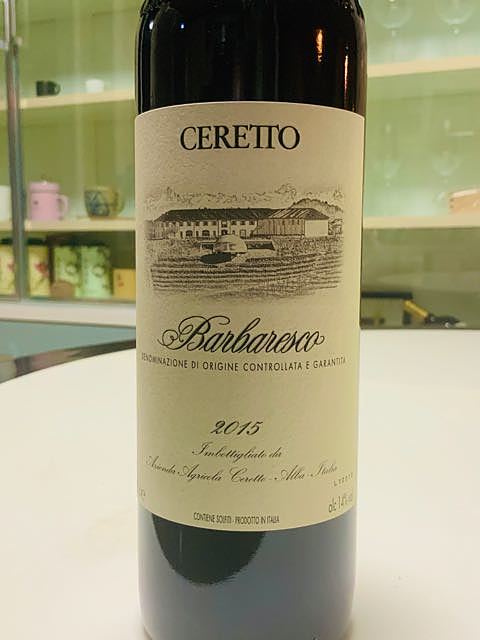 CERETTO
Barbaresco
DENOMINAZIONE DI ORIGINE CONTROLLATA E GARANTITA
2015
Imbottigliato da
Azienda Agricola Ceretto - Alba - Italia
alc 14% vol
CONTIENE SOLFITI - PRODOTTO IN ITALIA